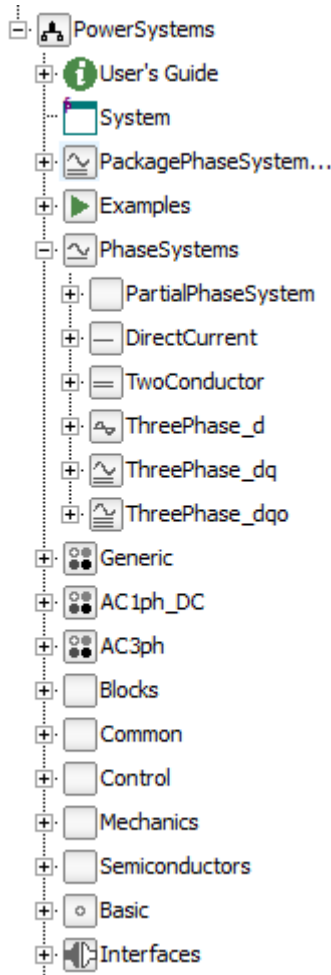 PowerSystems
User's Guide
System
PackagePhaseSystem...
Examples
PhaseSystems
PartialPhaseSystem
DirectCurrent
TwoConductor
ThreePhase_d
ThreePhase_dq
ThreePhase_dqo
Generic
AC1ph_DC
AC3ph
Blocks
Common
Control
Mechanics
Semiconductors
Basic
Interfaces